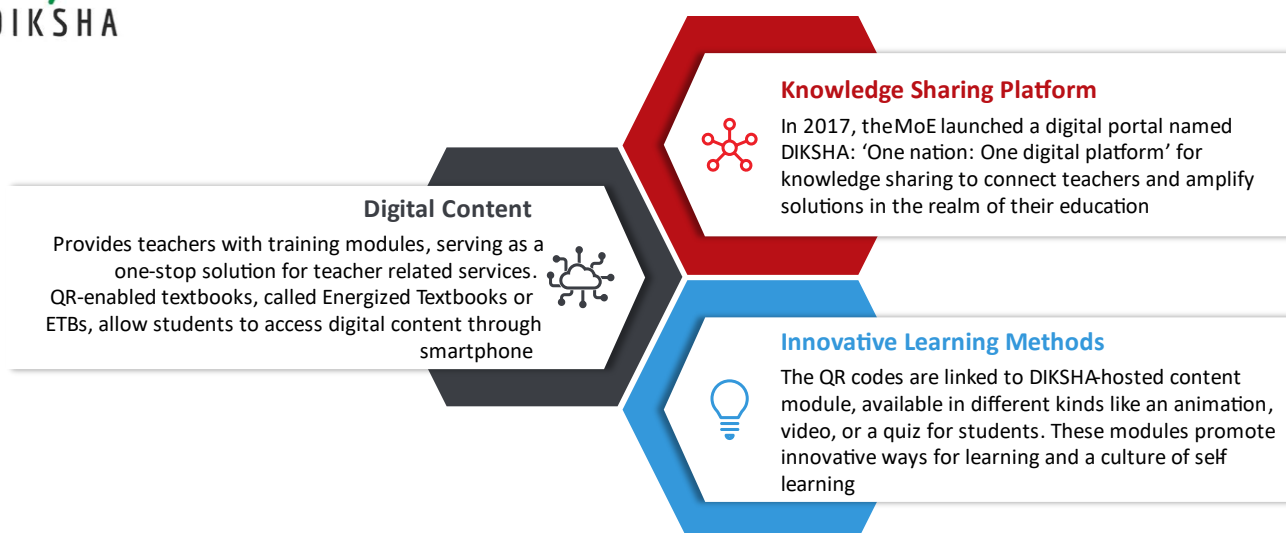 DIKSHA
Knowledge Sharing Platform
In 2017, theMoE launched a digital portal named
DIKSHA: ‘One nation: One digital platform’ for
knowledge sharing to connect teachers and amplify
solutions in the realm of their education
Digital Content
Provides teachers with training modules, serving as a
one-stop solution for teacher related services.
QR-enabled textbooks, called Energized Textbooks or
ETBs, allow students to access digital content through
smartphone
Innovative Learning Methods
The QR codes are linked to DIKSHA-hosted content
module, available in different kinds like an animation,
video, or a quiz for students. These modules promote
innovative ways for learning and a culture of self
learning